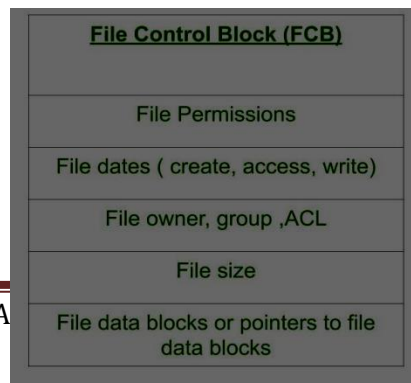 File Control Block (FCB)
File Permissions
File dates ( create, access, write)
File owner, group ,ACL
File size
A
File data blocks or pointers to file
data blocks